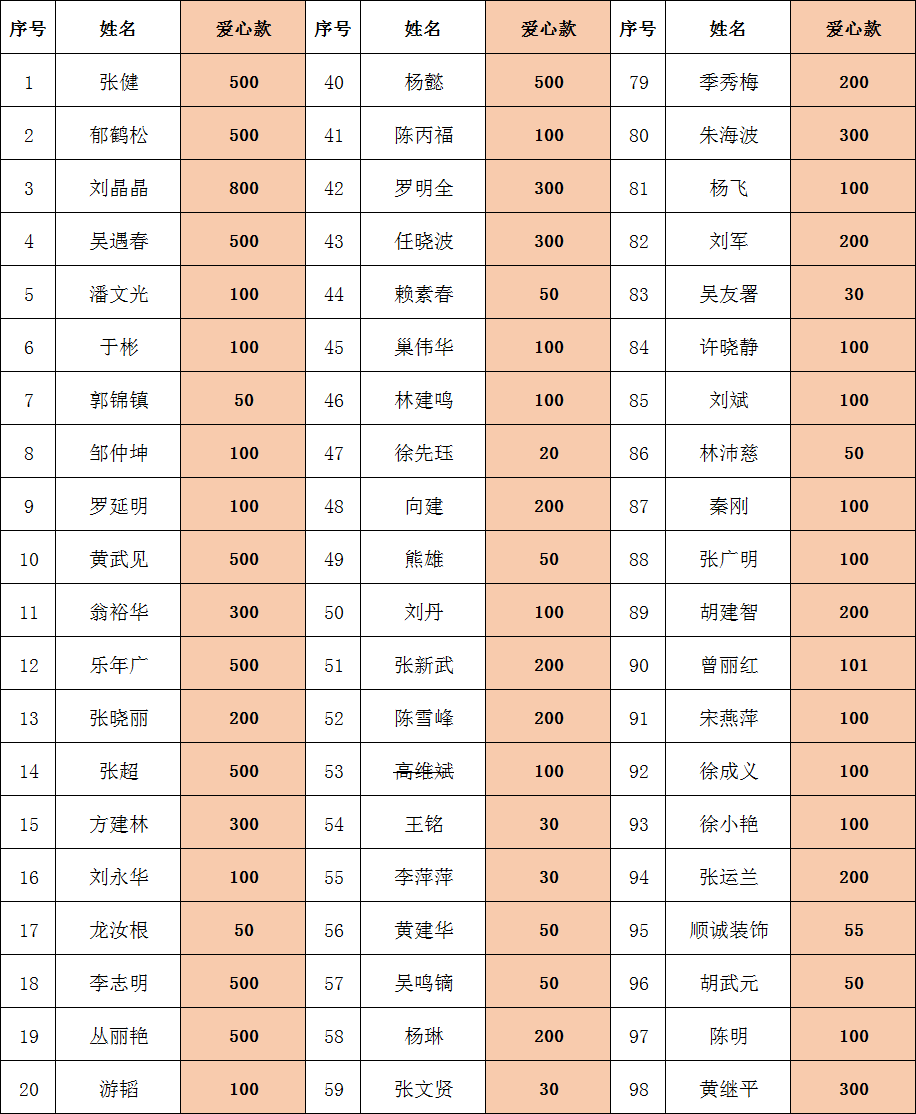 序号 姓名 爱心款 序号 姓名 爱心款 序号 姓名 爱心款
1 张健 500 40 杨懿 500 79 季秀梅 200
2 郁鹤松 500 41 陈丙福 100 80 朱海波 300
3 刘晶晶 800 42 罗明全 300 81 杨飞 100
4 吴遇春 500 43 任晓波 300 82 刘军 200
5 潘文光 100 44 赖素春 50 83 吴友署 30
6 于彬 100 45 巢伟华 100 84 许晓静 100
7 郭锦镇 50 46 林建鸣 100 85 刘斌 100
8 邹仲坤 100 47 徐先珏 20 86 林沛慈 50
9 罗延明 100 48 向建 200 87 秦刚 100
10 黄武见 500 49 熊雄 50 88 张广明 100
11 翁裕华 300 50 刘丹 100 89 胡建智 200
12 乐年广 500 51 张新武 200 90 曾丽红 101
13 张晓丽 200 52 陈雪峰 200 91 宋燕萍 100
14 张超 500 53 高维斌 100 92 徐成义 100
15 方建林 300 54 王铭 30 93 徐小艳 100
16 刘永华 100 55 李萍萍 30 94 张运兰 200
17 龙汝根 50 56 黄建华 50 95 顺诚装饰 55
18 李志明 500 57 吴鸣镝 50 96 胡武元 50
19 丛丽艳 500 58 杨琳 200 97 陈明 100
20 游韬 100 59 张文贤 30 98 黄继平 300